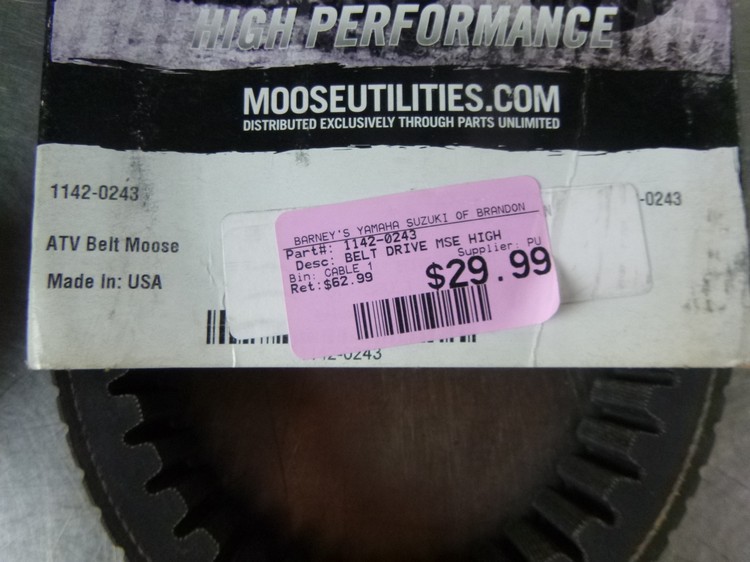 HIGH PERFORMANCE
MOOSEUTILITIES.COM
DISTRIBUTED EXCLUSIVELY THROUGH PARTS UNLIMITED
1142-0243
-0243
ATV Belt Moose
Made In: USA
BARNEY'S YAMAHA SUZUKI OF BRANDON
Part#: 1142-0243
Desc: BELT DRIVE MSE HIGH
Supplier: PU
Bin: CABLE 1
Ret:$62.99
$29.99
1142-0243